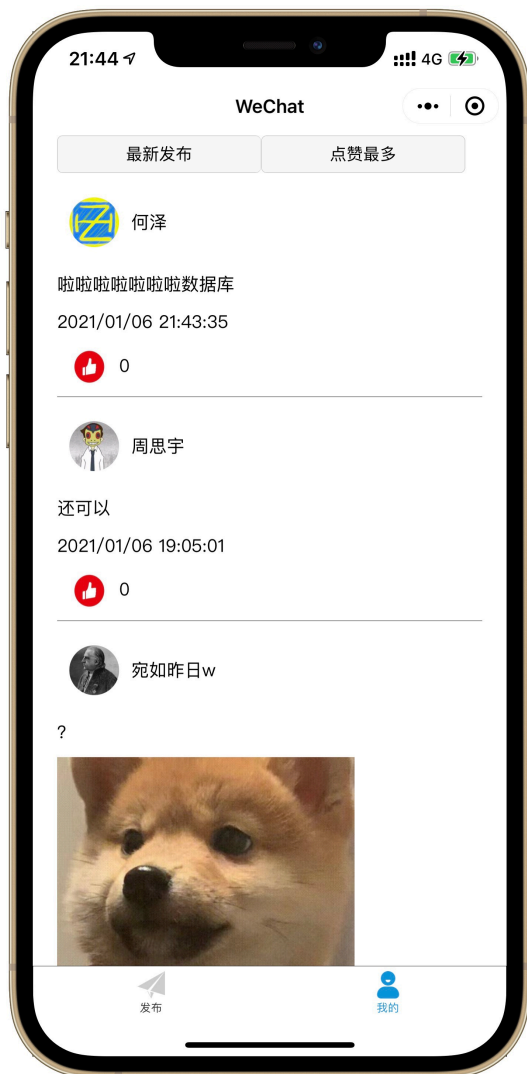 21:44
4G
WeChat
最新发布
点赞最多
何泽
啦啦啦啦啦啦啦数据库
2021/01/06 21:43:35
0
周思宇
还可以
2021/01/06 19:05:01
0
宛如昨日w
?
发布
我的